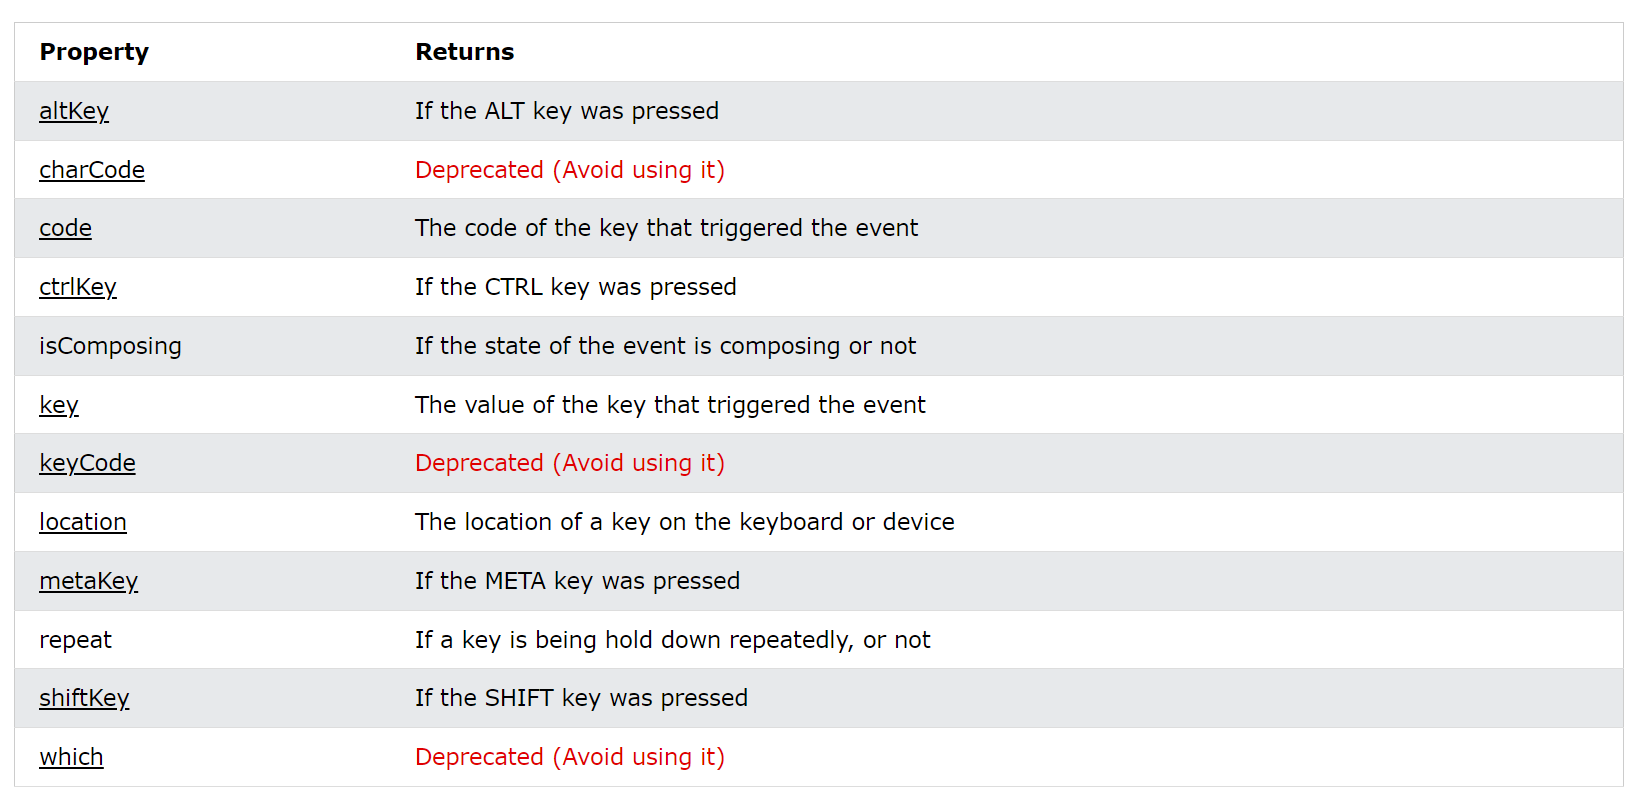 Property Returns
altKey If the ALT key was pressed
charCode Deprecated (Avoid using it)
code The code of the key that triggered the event
ctrlKey If the CTRL key was pressed
isComposing If the state of the event is composing or not
key The value of the key that triggered the event
keyCode Deprecated (Avoid using it)
location The location of a key on the keyboard or device
metaKey If the META key was pressed
repeat If a key is being hold down repeatedly, or not
shiftKey If the SHIFT key was pressed
which Deprecated (Avoid using it)